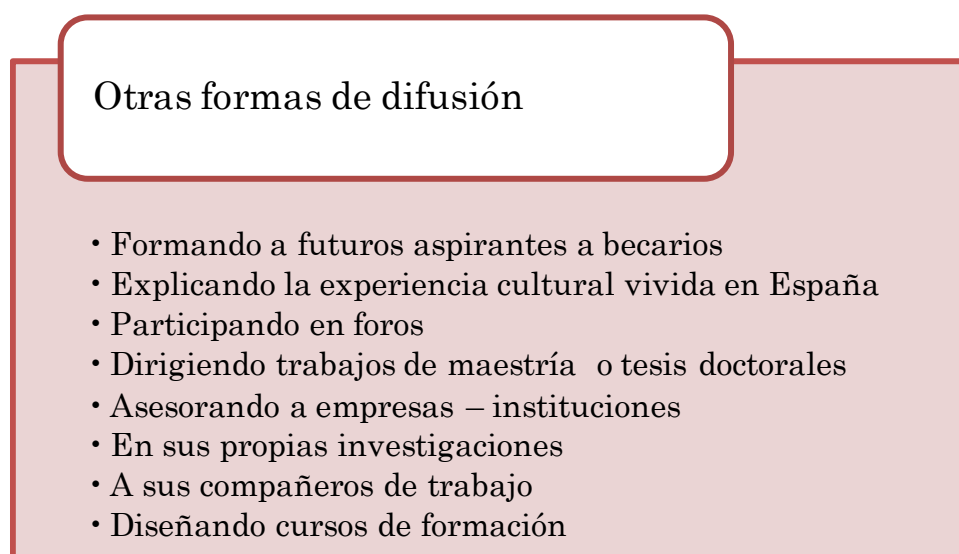 Otras formas de difusión
• Formando a futuros aspirantes a becarios
• Explicando la experiencia cultural vivida en España
• Participando en foros
• Dirigiendo trabajos de maestría  o tesis doctorales
• Asesorando a empresas – instituciones
• En sus propias investigaciones
• A sus compañeros de trabajo
• Diseñando cursos de formación